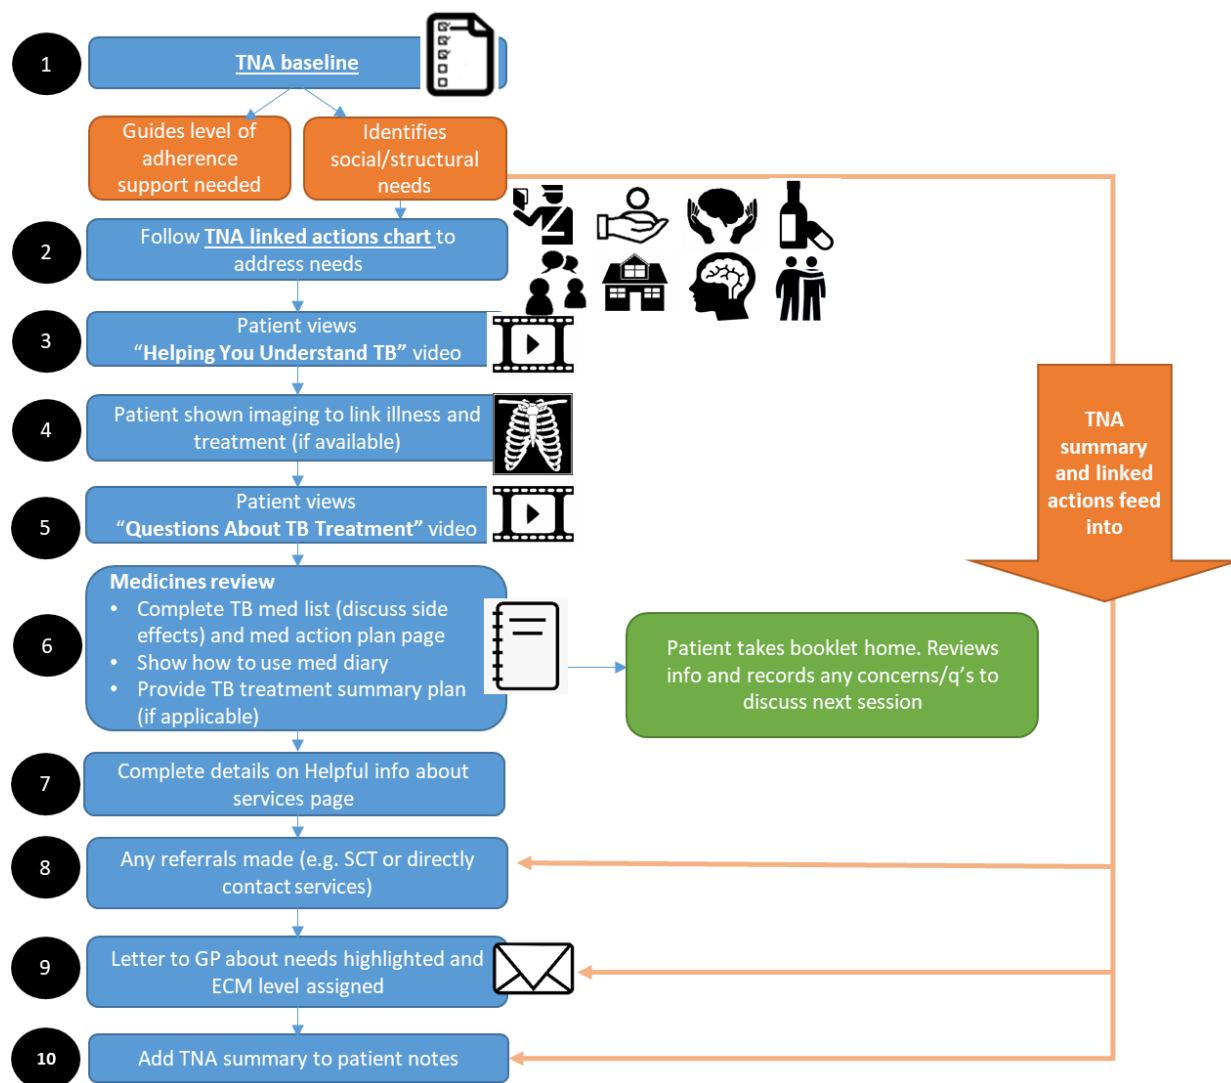 1
TNA baseline
Guides level of
adherence
support needed
Identifies
social/structural
needs
2
Follow TNA linked actions chart to
address needs
3
Patient views
“Helping You Understand TB” video
4
Patient shown imaging to link illness and
treatment (if available)
5
Patient views
“Questions About TB Treatment” video
6
Medicines review
• Complete TB med list (discuss side
effects) and med action plan page
• Show how to use med diary
• Provide TB treatment summary plan
(if applicable)
Patient takes booklet home. Reviews
info and records any concerns/q’s to
discuss next session
TNA
summary
and linked
actions feed
into
7
Complete details on Helpful info about
services page
8
Any referrals made (e.g. SCT or directly
contact services)
9
Letter to GP about needs highlighted and
ECM level assigned
10
Add TNA summary to patient notes